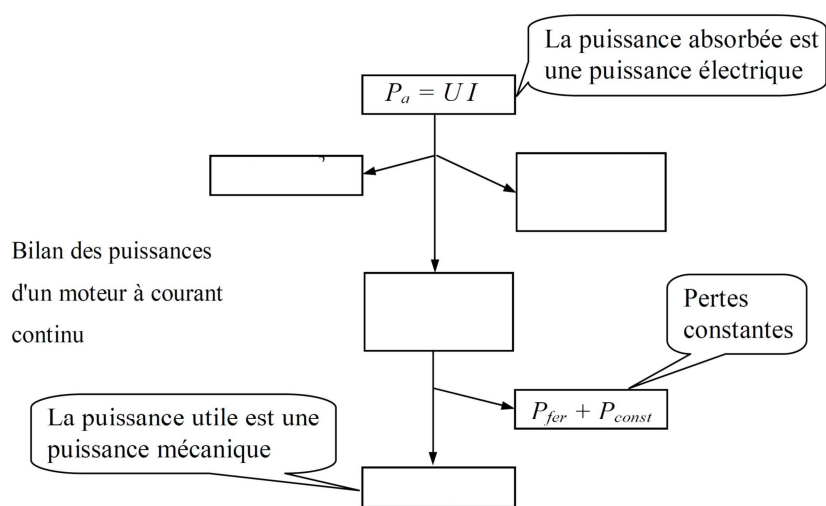 La puissance absorbée est
une puissance électrique
P_a = U I
Bilan des puissances
d'un moteur à courant
continu
Pertes
constantes
P_fer + P_const
La puissance utile est une
puissance mécanique